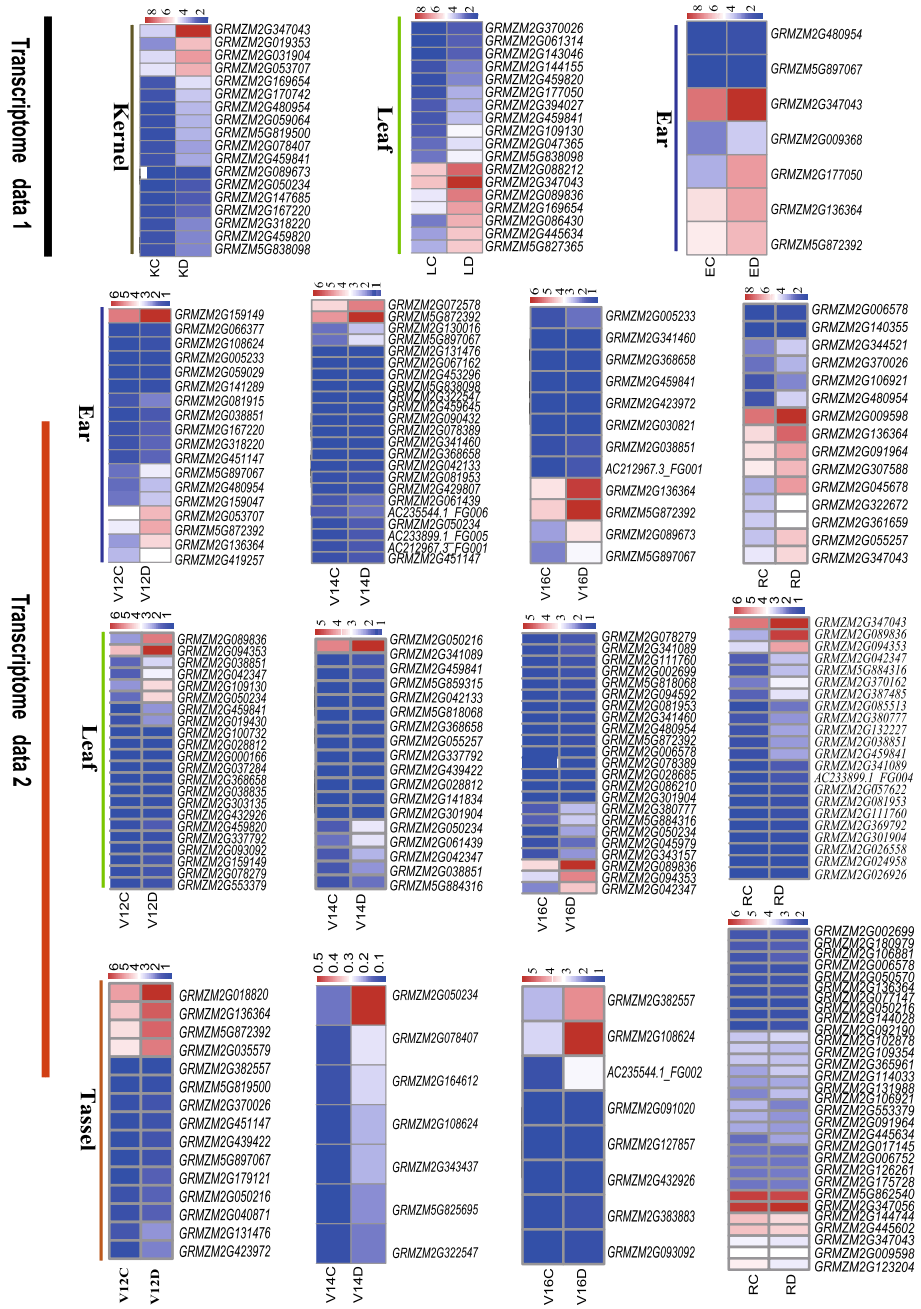 Transcriptome data 1
Kernel
8 6 4 2
GRMZM2G347043
GRMZM2G019353
GRMZM2G031904
GRMZM2G053707
GRMZM2G169654
GRMZM2G170742
GRMZM2G480954
GRMZM2G059064
GRMZM5G819500
GRMZM2G078407
GRMZM2G459841
GRMZM2G089673
GRMZM2G050234
GRMZM2G147685
GRMZM2G167220
GRMZM2G318220
GRMZM2G459820
GRMZM5G838098
KC KD
Leaf
8 6 4 2
GRMZM2G370026
GRMZM2G061314
GRMZM2G143046
GRMZM2G144155
GRMZM2G459820
GRMZM2G177050
GRMZM2G394027
GRMZM2G459841
GRMZM2G109130
GRMZM2G047365
GRMZM5G838098
GRMZM2G088212
GRMZM2G347043
GRMZM2G089836
GRMZM2G169654
GRMZM2G086430
GRMZM2G445634
GRMZM5G827365
LC LD
Ear
8 6 4 2
GRMZM2G480954
GRMZM5G897067
GRMZM2G347043
GRMZM2G009368
GRMZM2G177050
GRMZM2G136364
GRMZM5G872392
EC ED
Transcriptome data 2
Ear
6 5 4 3 2 1
GRMZM2G159149
GRMZM2G066377
GRMZM2G108624
GRMZM2G005233
GRMZM2G059029
GRMZM2G141289
GRMZM2G081915
GRMZM2G038851
GRMZM2G167220
GRMZM2G318220
GRMZM2G451147
GRMZM5G897067
GRMZM2G480954
GRMZM2G159047
GRMZM2G053707
GRMZM5G872392
GRMZM2G136364
GRMZM2G419257
V12C V12D
6 5 4 3 2 1
GRMZM2G072578
GRMZM5G872392
GRMZM2G130016
GRMZM5G897067
GRMZM2G131476
GRMZM2G067162
GRMZM2G453296
GRMZM5G838098
GRMZM2G322547
GRMZM2G459645
GRMZM2G090432
GRMZM2G078389
GRMZM2G341460
GRMZM2G368658
GRMZM2G042133
GRMZM2G081953
GRMZM2G429807
GRMZM2G061439
AC235544.1_FG006
GRMZM2G050234
AC233899.1_FG005
AC212967.3_FG001
GRMZM2G451147
V14C V14D
6 5 4 3 2 1
GRMZM2G005233
GRMZM2G341460
GRMZM2G368658
GRMZM2G459841
GRMZM2G423972
GRMZM2G030821
GRMZM2G038851
AC212967.3_FG001
GRMZM2G136364
GRMZM5G872392
GRMZM2G089673
GRMZM5G897067
V16C V16D
8 6 4 2
GRMZM2G006578
GRMZM2G140355
GRMZM2G344521
GRMZM2G370026
GRMZM2G106921
GRMZM2G480954
GRMZM2G009598
GRMZM2G136364
GRMZM2G091964
GRMZM2G307588
GRMZM2G045678
GRMZM2G322672
GRMZM2G361659
GRMZM2G055257
GRMZM2G347043
RC RD
Leaf
6 5 4 3 2 1
GRMZM2G089836
GRMZM2G094353
GRMZM2G038851
GRMZM2G042347
GRMZM2G109130
GRMZM2G050234
GRMZM2G459841
GRMZM2G019430
GRMZM2G100732
GRMZM2G028812
GRMZM2G000166
GRMZM2G037284
GRMZM2G368658
GRMZM2G038835
GRMZM2G303135
GRMZM2G432926
GRMZM2G459820
GRMZM2G337792
GRMZM2G093092
GRMZM2G159149
GRMZM2G078279
GRMZM2G553379
V12C V12D
5 4 3 2 1
GRMZM2G050216
GRMZM2G341089
GRMZM2G459841
GRMZM5G859315
GRMZM2G042133
GRMZM5G818068
GRMZM2G368658
GRMZM2G055257
GRMZM2G337792
GRMZM2G439422
GRMZM2G028812
GRMZM2G141834
GRMZM2G301904
GRMZM2G050234
GRMZM2G061439
GRMZM2G042347
GRMZM2G038851
GRMZM5G884316
V14C V14D
5 4 3 2 1
GRMZM2G078279
GRMZM2G341089
GRMZM2G111760
GRMZM2G002699
GRMZM5G818068
GRMZM2G094592
GRMZM2G081953
GRMZM2G341460
GRMZM2G480954
GRMZM5G872392
GRMZM2G006578
GRMZM2G078389
GRMZM2G028685
GRMZM2G086210
GRMZM2G301904
GRMZM2G380777
GRMZM5G884316
GRMZM2G050234
GRMZM2G045979
GRMZM2G343157
GRMZM2G089836
GRMZM2G094353
GRMZM2G042347
V16C V16D
6 5 4 3 2 1
GRMZM2G347043
GRMZM2G089836
GRMZM2G094353
GRMZM2G042347
GRMZM5G884316
GRMZM2G370162
GRMZM2G387485
GRMZM2G085513
GRMZM2G380777
GRMZM2G132227
GRMZM2G038851
GRMZM2G459841
GRMZM2G341089
AC233899.1_FG004
GRMZM2G057622
GRMZM2G081953
GRMZM2G111760
GRMZM2G369792
GRMZM2G301904
GRMZM2G026558
GRMZM2G024958
GRMZM2G026926
RC RD
Tassel
6 5 4 3 2 1
GRMZM2G018820
GRMZM2G136364
GRMZM5G872392
GRMZM2G035579
GRMZM2G382557
GRMZM5G819500
GRMZM2G370026
GRMZM2G451147
GRMZM2G439422
GRMZM5G897067
GRMZM2G179121
GRMZM2G050216
GRMZM2G040871
GRMZM2G131476
GRMZM2G423972
V12C V12D
0.5 0.4 0.3 0.2 0.1
GRMZM2G050234
GRMZM2G078407
GRMZM2G164612
GRMZM2G108624
GRMZM2G343437
GRMZM5G825695
GRMZM2G322547
V14C V14D
5 4 3 2 1
GRMZM2G382557
GRMZM2G108624
AC235544.1_FG002
GRMZM2G091020
GRMZM2G127857
GRMZM2G432926
GRMZM2G383883
GRMZM2G093092
V16C V16D
6 5 4 3 2
GRMZM2G002699
GRMZM2G180979
GRMZM2G106881
GRMZM2G006578
GRMZM2G050570
GRMZM2G136364
GRMZM2G077147
GRMZM2G050216
GRMZM2G144028
GRMZM2G092190
GRMZM2G102878
GRMZM2G109354
GRMZM2G365961
GRMZM2G114033
GRMZM2G131988
GRMZM2G106921
GRMZM2G553379
GRMZM2G091964
GRMZM2G445634
GRMZM2G017145
GRMZM2G006752
GRMZM2G126261
GRMZM2G175728
GRMZM5G862540
GRMZM2G347056
GRMZM2G144744
GRMZM2G445602
GRMZM2G347043
GRMZM2G009598
GRMZM2G123204
RC RD